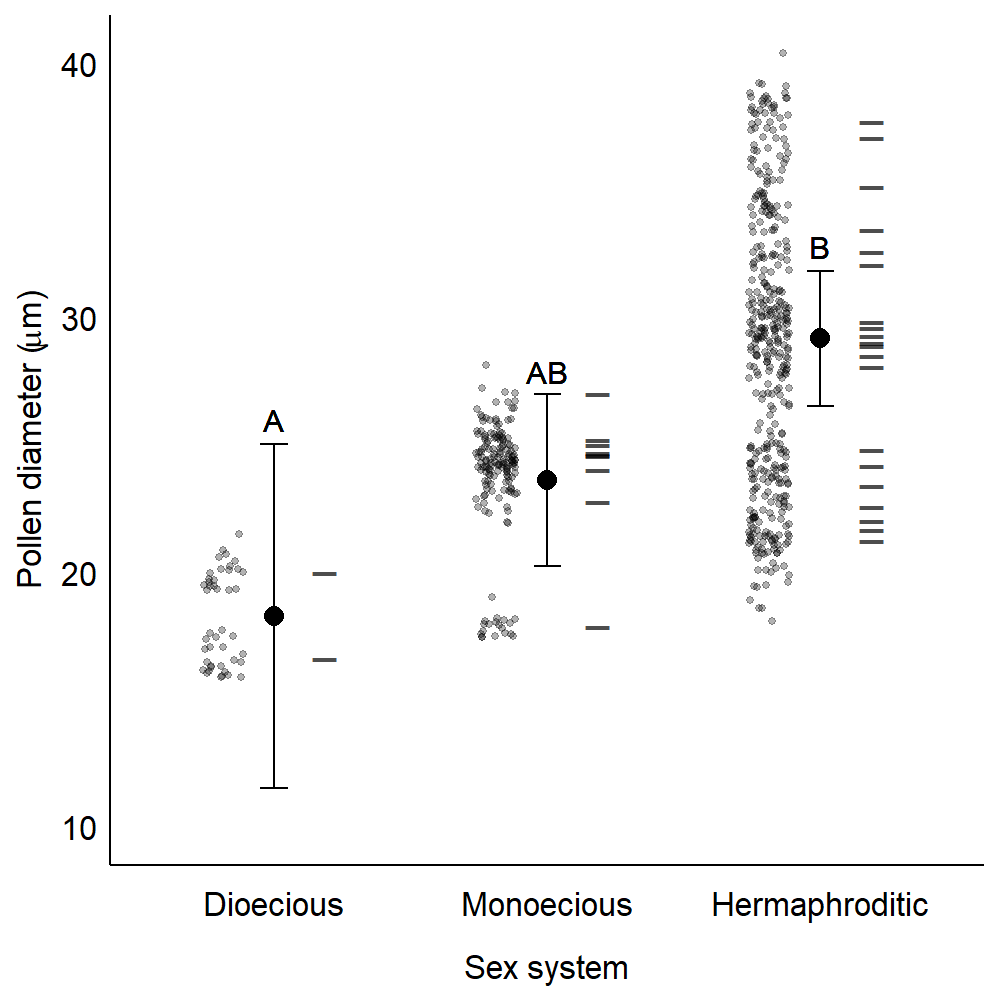 Pollen diameter (μm)
40
30
20
10
A
AB
B
Dioecious
Monoecious
Hermaphroditic
Sex system